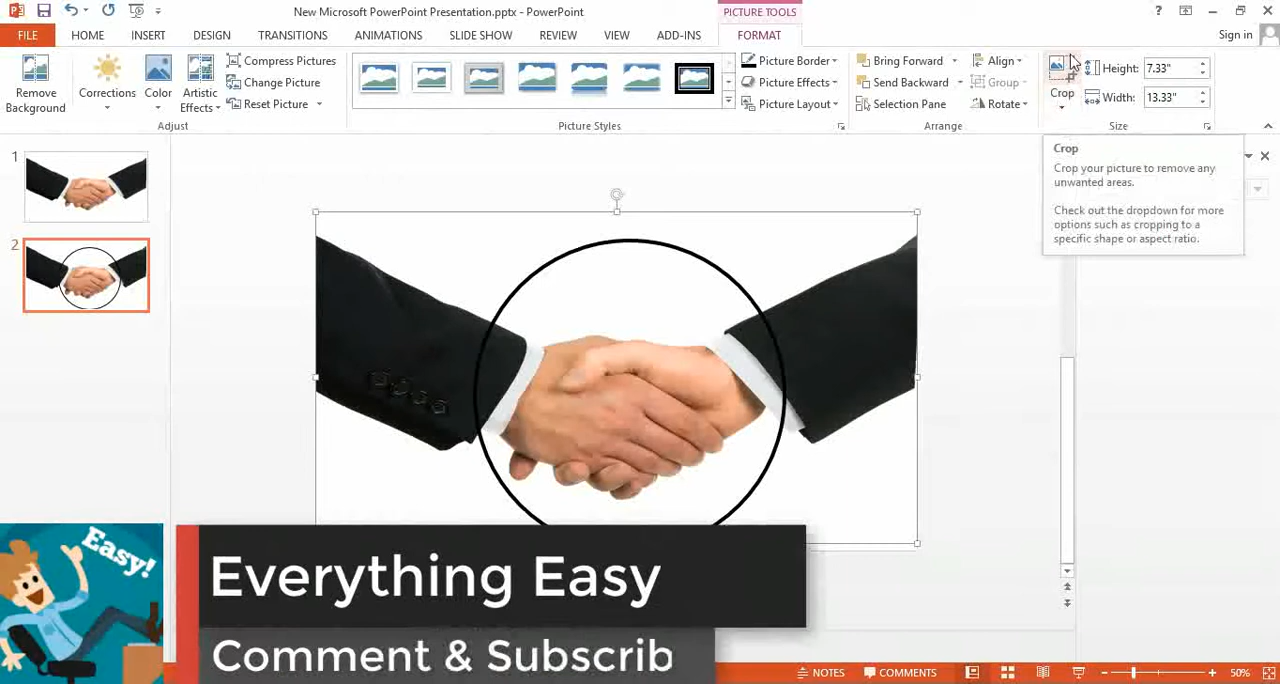 New Microsoft PowerPoint Presentation.pptx - PowerPoint
PICTURE TOOLS
?
FILE
HOME
INSERT
DESIGN
TRANSITIONS
ANIMATIONS
SLIDE SHOW
REVIEW
VIEW
ADD-INS
FORMAT
Sign in
Remove
Background
Corrections
Color
Artistic
Effects
Compress Pictures
Change Picture
Reset Picture
Adjust
Picture Border
Picture Effects
Picture Layout
Picture Styles
Bring Forward
Send Backward
Selection Pane
Align
Group
Rotate
Arrange
Crop
Height: 7.33"
Width: 13.33"
Size
Crop
Crop your picture to remove any
unwanted areas.
Check out the dropdown for more
options such as cropping to a
specific shape or aspect ratio.
1
2
Easy!
Everything Easy
Comment & Subscrib
NOTES
COMMENTS
50%